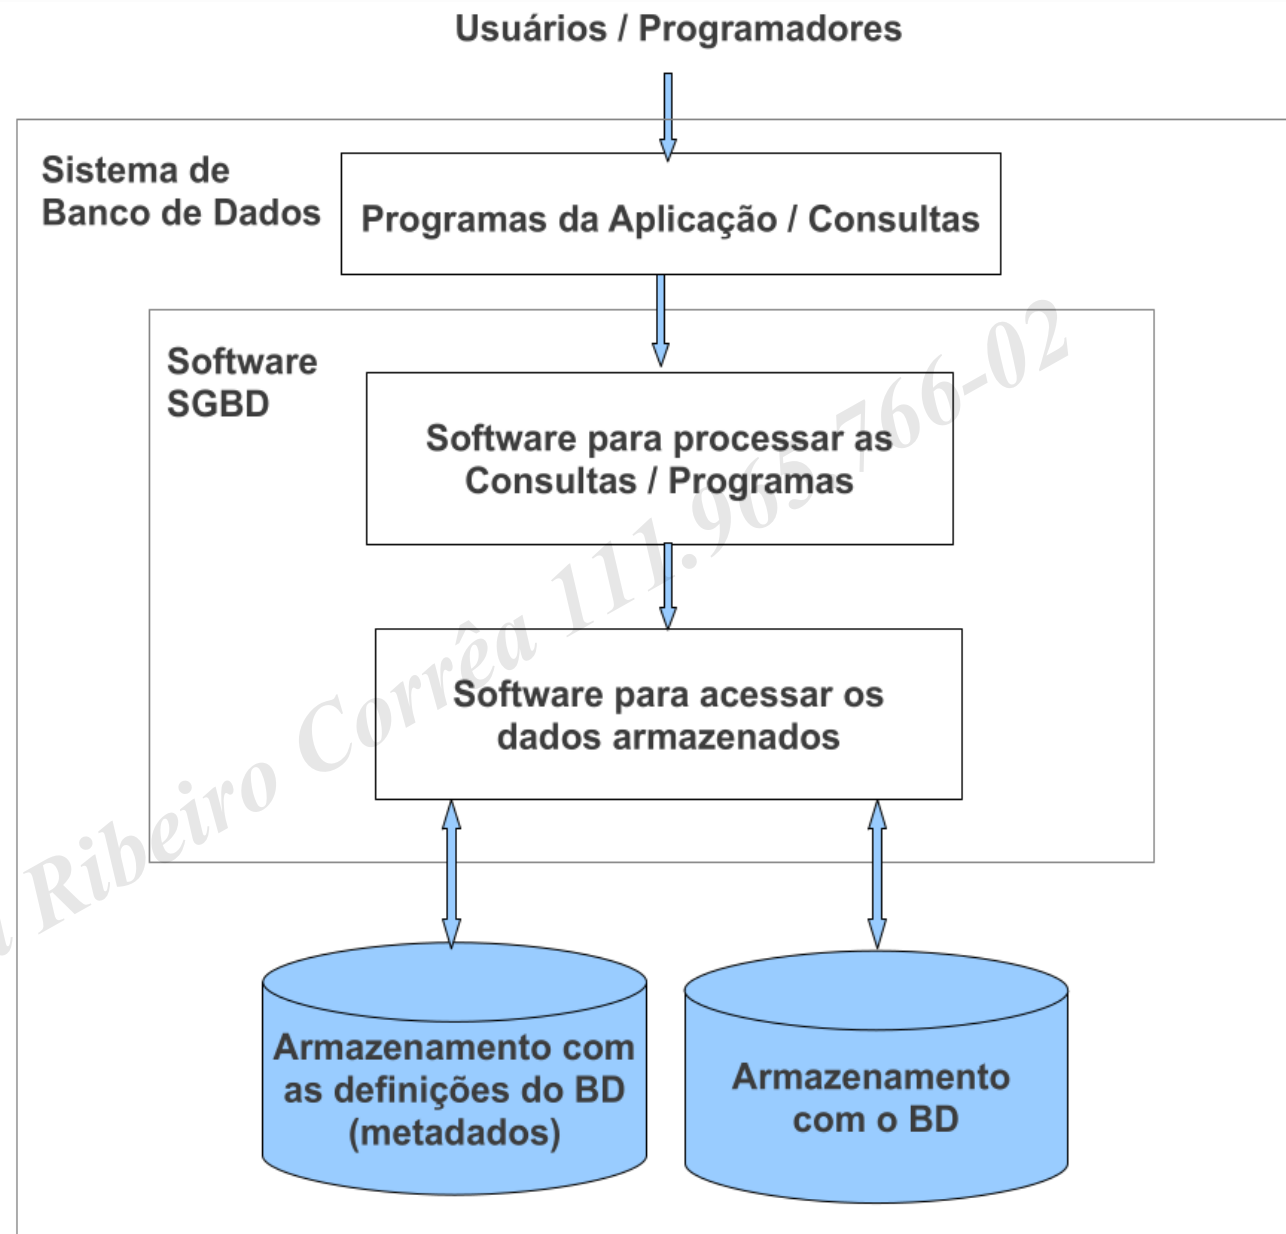 Usuários / Programadores
Sistema de
Banco de Dados
Programas da Aplicação / Consultas
Software
SGBD
Software para processar as
Consultas / Programas
Software para acessar os
dados armazenados
Ribeiro Corrêa 111.965.766-02
Armazenamento com
as definições do BD
(metadados)
Armazenamento
com o BD